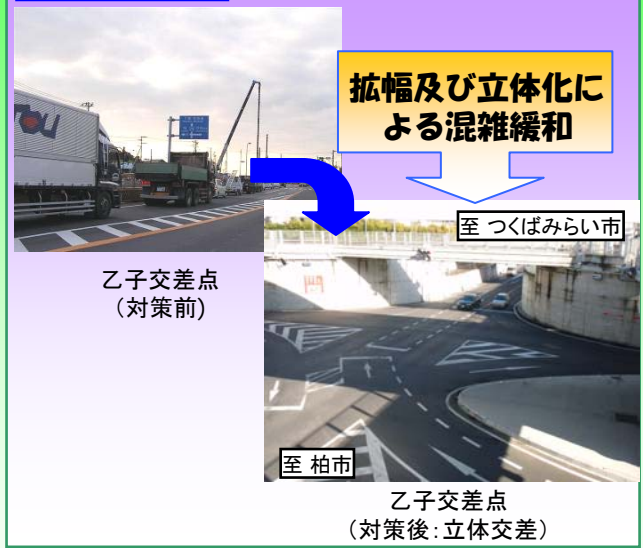 拡幅及び立体化に
よる混雑緩和
至 つくばみらい市
乙子交差点
（対策前)
至 柏市
乙子交差点
（対策後：立体交差）